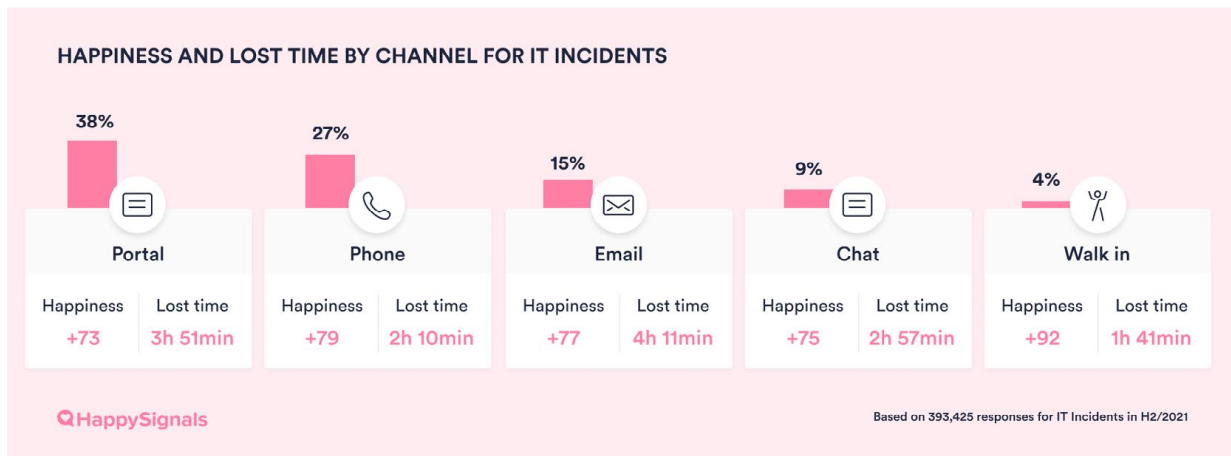 HAPPINESS AND LOST TIME BY CHANNEL FOR IT INCIDENTS
38%
27%
15%
9%
4%
Portal
Phone
Email
Chat
Walk in
Happiness
Lost time
+73
3h 51min
Happiness
Lost time
+79
2h 10min
Happiness
Lost time
+77
4h 11min
Happiness
Lost time
+75
2h 57min
Happiness
Lost time
+92
1h 41min
HappySignals
Based on 393,425 responses for IT Incidents in H2/2021